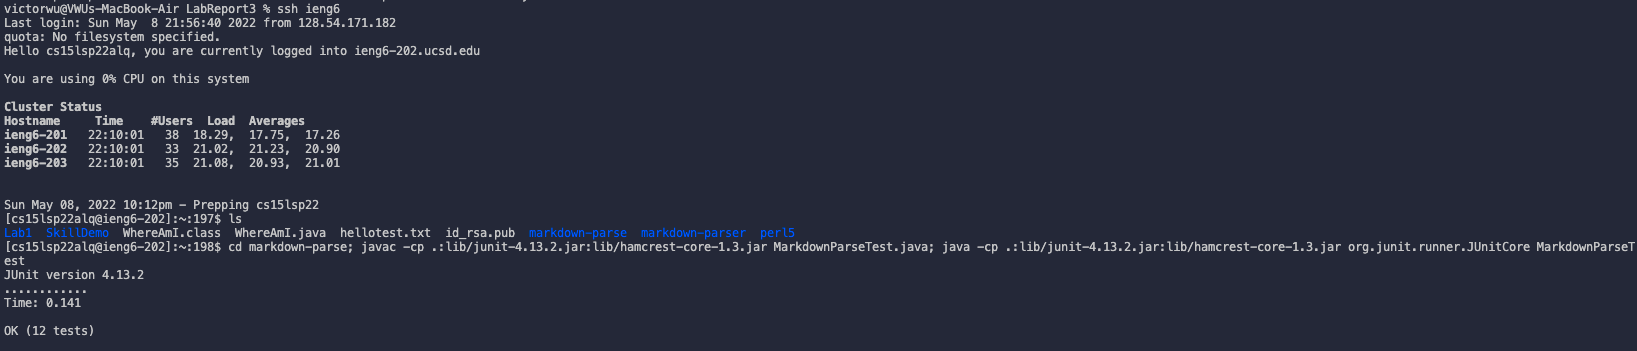 victorwu@VWUs-MacBook-Air LabReport3 % ssh ieng6
Last login: Sun May  8 21:56:40 2022 from 128.54.171.182
quota: No filesystem specified.
Hello cs15lsp22alq, you are currently logged into ieng6-202.ucsd.edu
You are using 0% CPU on this system
Cluster Status
Hostname     Time    #Users  Load  Averages
ieng6-201   22:10:01   38  18.29,  17.75,  17.26
ieng6-202   22:10:01   33  21.02,  21.23,  20.90
ieng6-203   22:10:01   35  21.08,  20.93,  21.01
Sun May 08, 2022 10:12pm - Prepping cs15lsp22
[cs15lsp22alq@ieng6-202]:~:197$ ls
Lab1  SkillDemo  WhereAmI.class  WhereAmI.java  hellotest.txt  id_rsa.pub  markdown-parse  markdown-parser  perl5
[cs15lsp22alq@ieng6-202]:~:198$ cd markdown-parse; javac -cp .:lib/junit-4.13.2.jar:lib/hamcrest-core-1.3.jar MarkdownParseTest.java; java -cp .:lib/junit-4.13.2.jar:lib/hamcrest-core-1.3.jar org.junit.runner.JUnitCore MarkdownParseT
est
JUnit version 4.13.2
............
Time: 0.141
OK (12 tests)